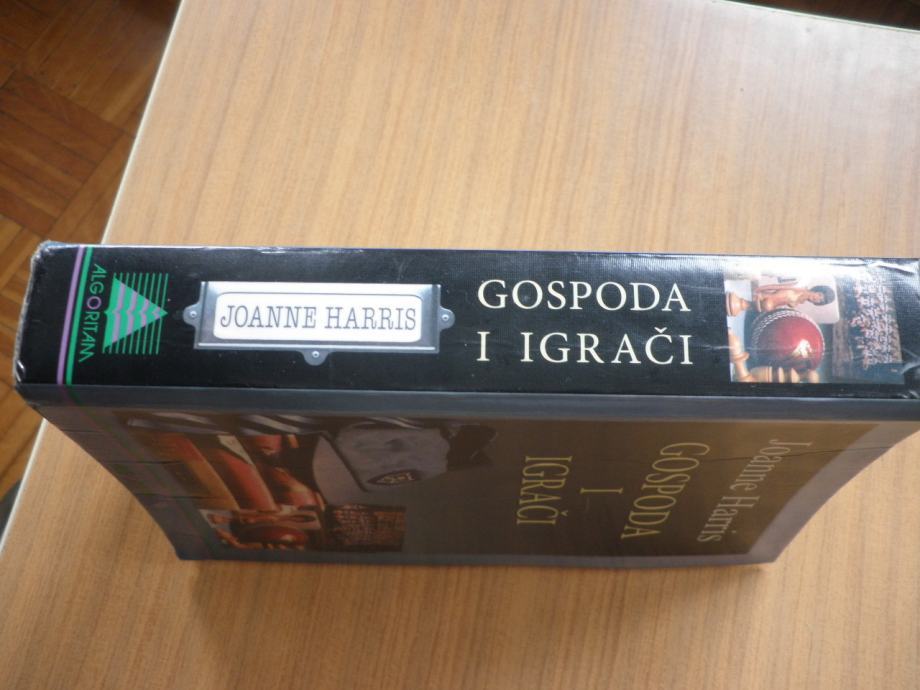 ALGORITAM
JOANNE HARRIS
GOSPODA
I IGRAČI
Joanne Harris
GOSPODA
I
IGRAČI